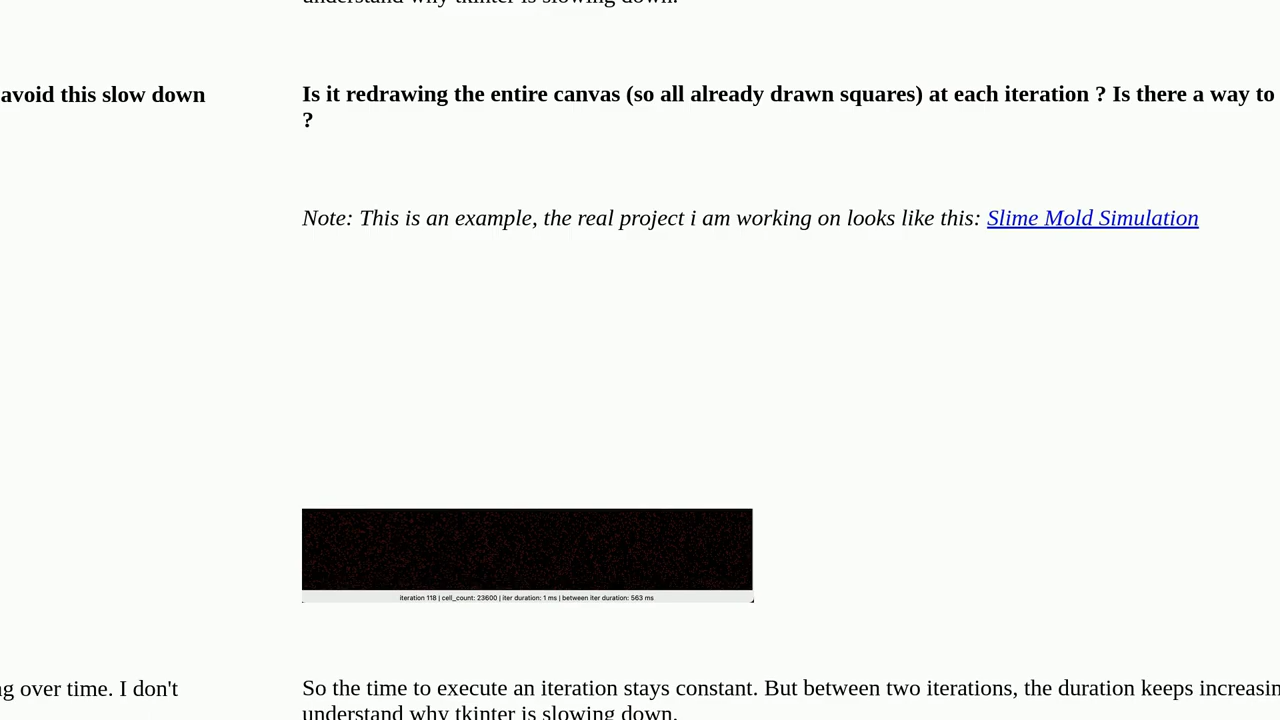 understand why tkinter is slowing down.
avoid this slow down
Is it redrawing the entire canvas (so all already drawn squares) at each iteration ? Is there a way to
?
Note: This is an example, the real project i am working on looks like this: Slime Mold Simulation
iteration 118 | cell_count: 23600 | iter duration: 1 ms | between iter duration: 563 ms
ng over time. I don't
So the time to execute an iteration stays constant. But between two iterations, the duration keeps increasin
understand why tkinter is slowing down.